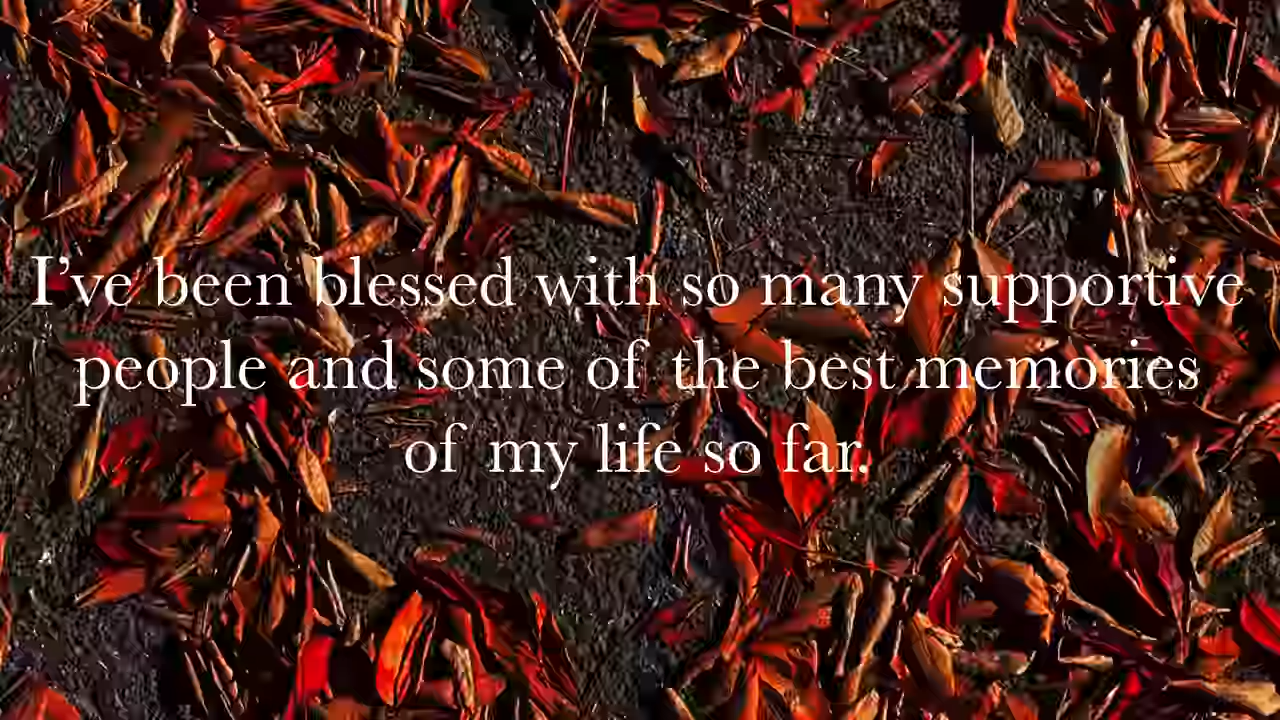 I’ve been blessed with so many supportive
people and some of the best memories
of my life so far.